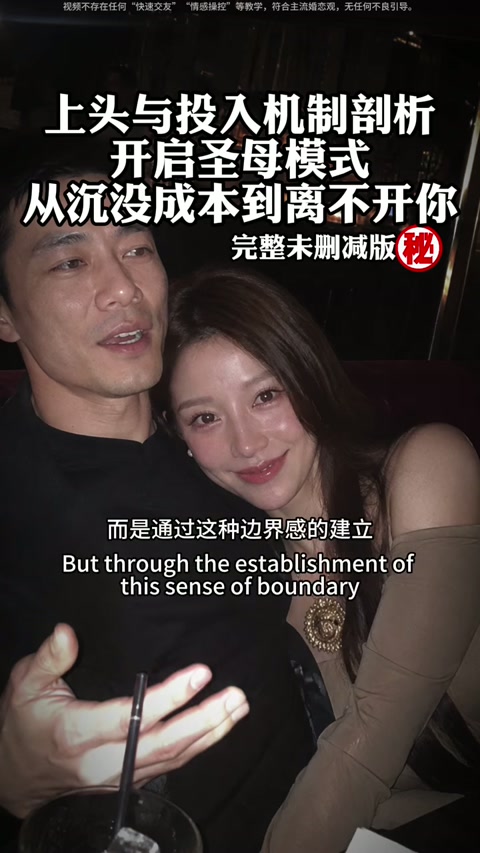 视频不存在任何“快速交友”“情感操控”等教学，符合主流婚恋观，无任何不良引导。
上头与投入机制剖析
开启圣母模式
从沉没成本到离不开你
完整未删减版 秘
而是通过这种边界感的建立
But through the establishment of
this sense of boundary